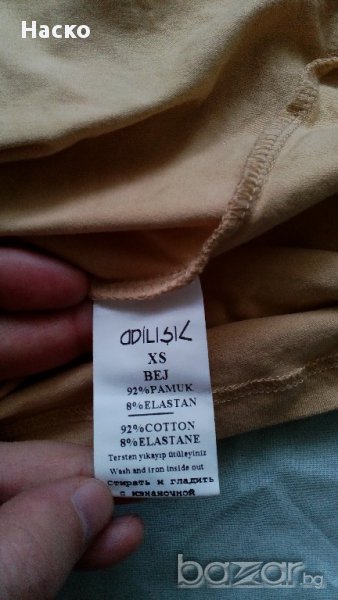 Наско
ADILIŞIK
XS
BEJ
92%PAMUK
8%ELASTAN
92%COTTON
8%ELASTANE
Tersten yıkayıp ütüleyiniz
Wash and iron inside out
стирать и гладить
с изнаночной
bazar.bg